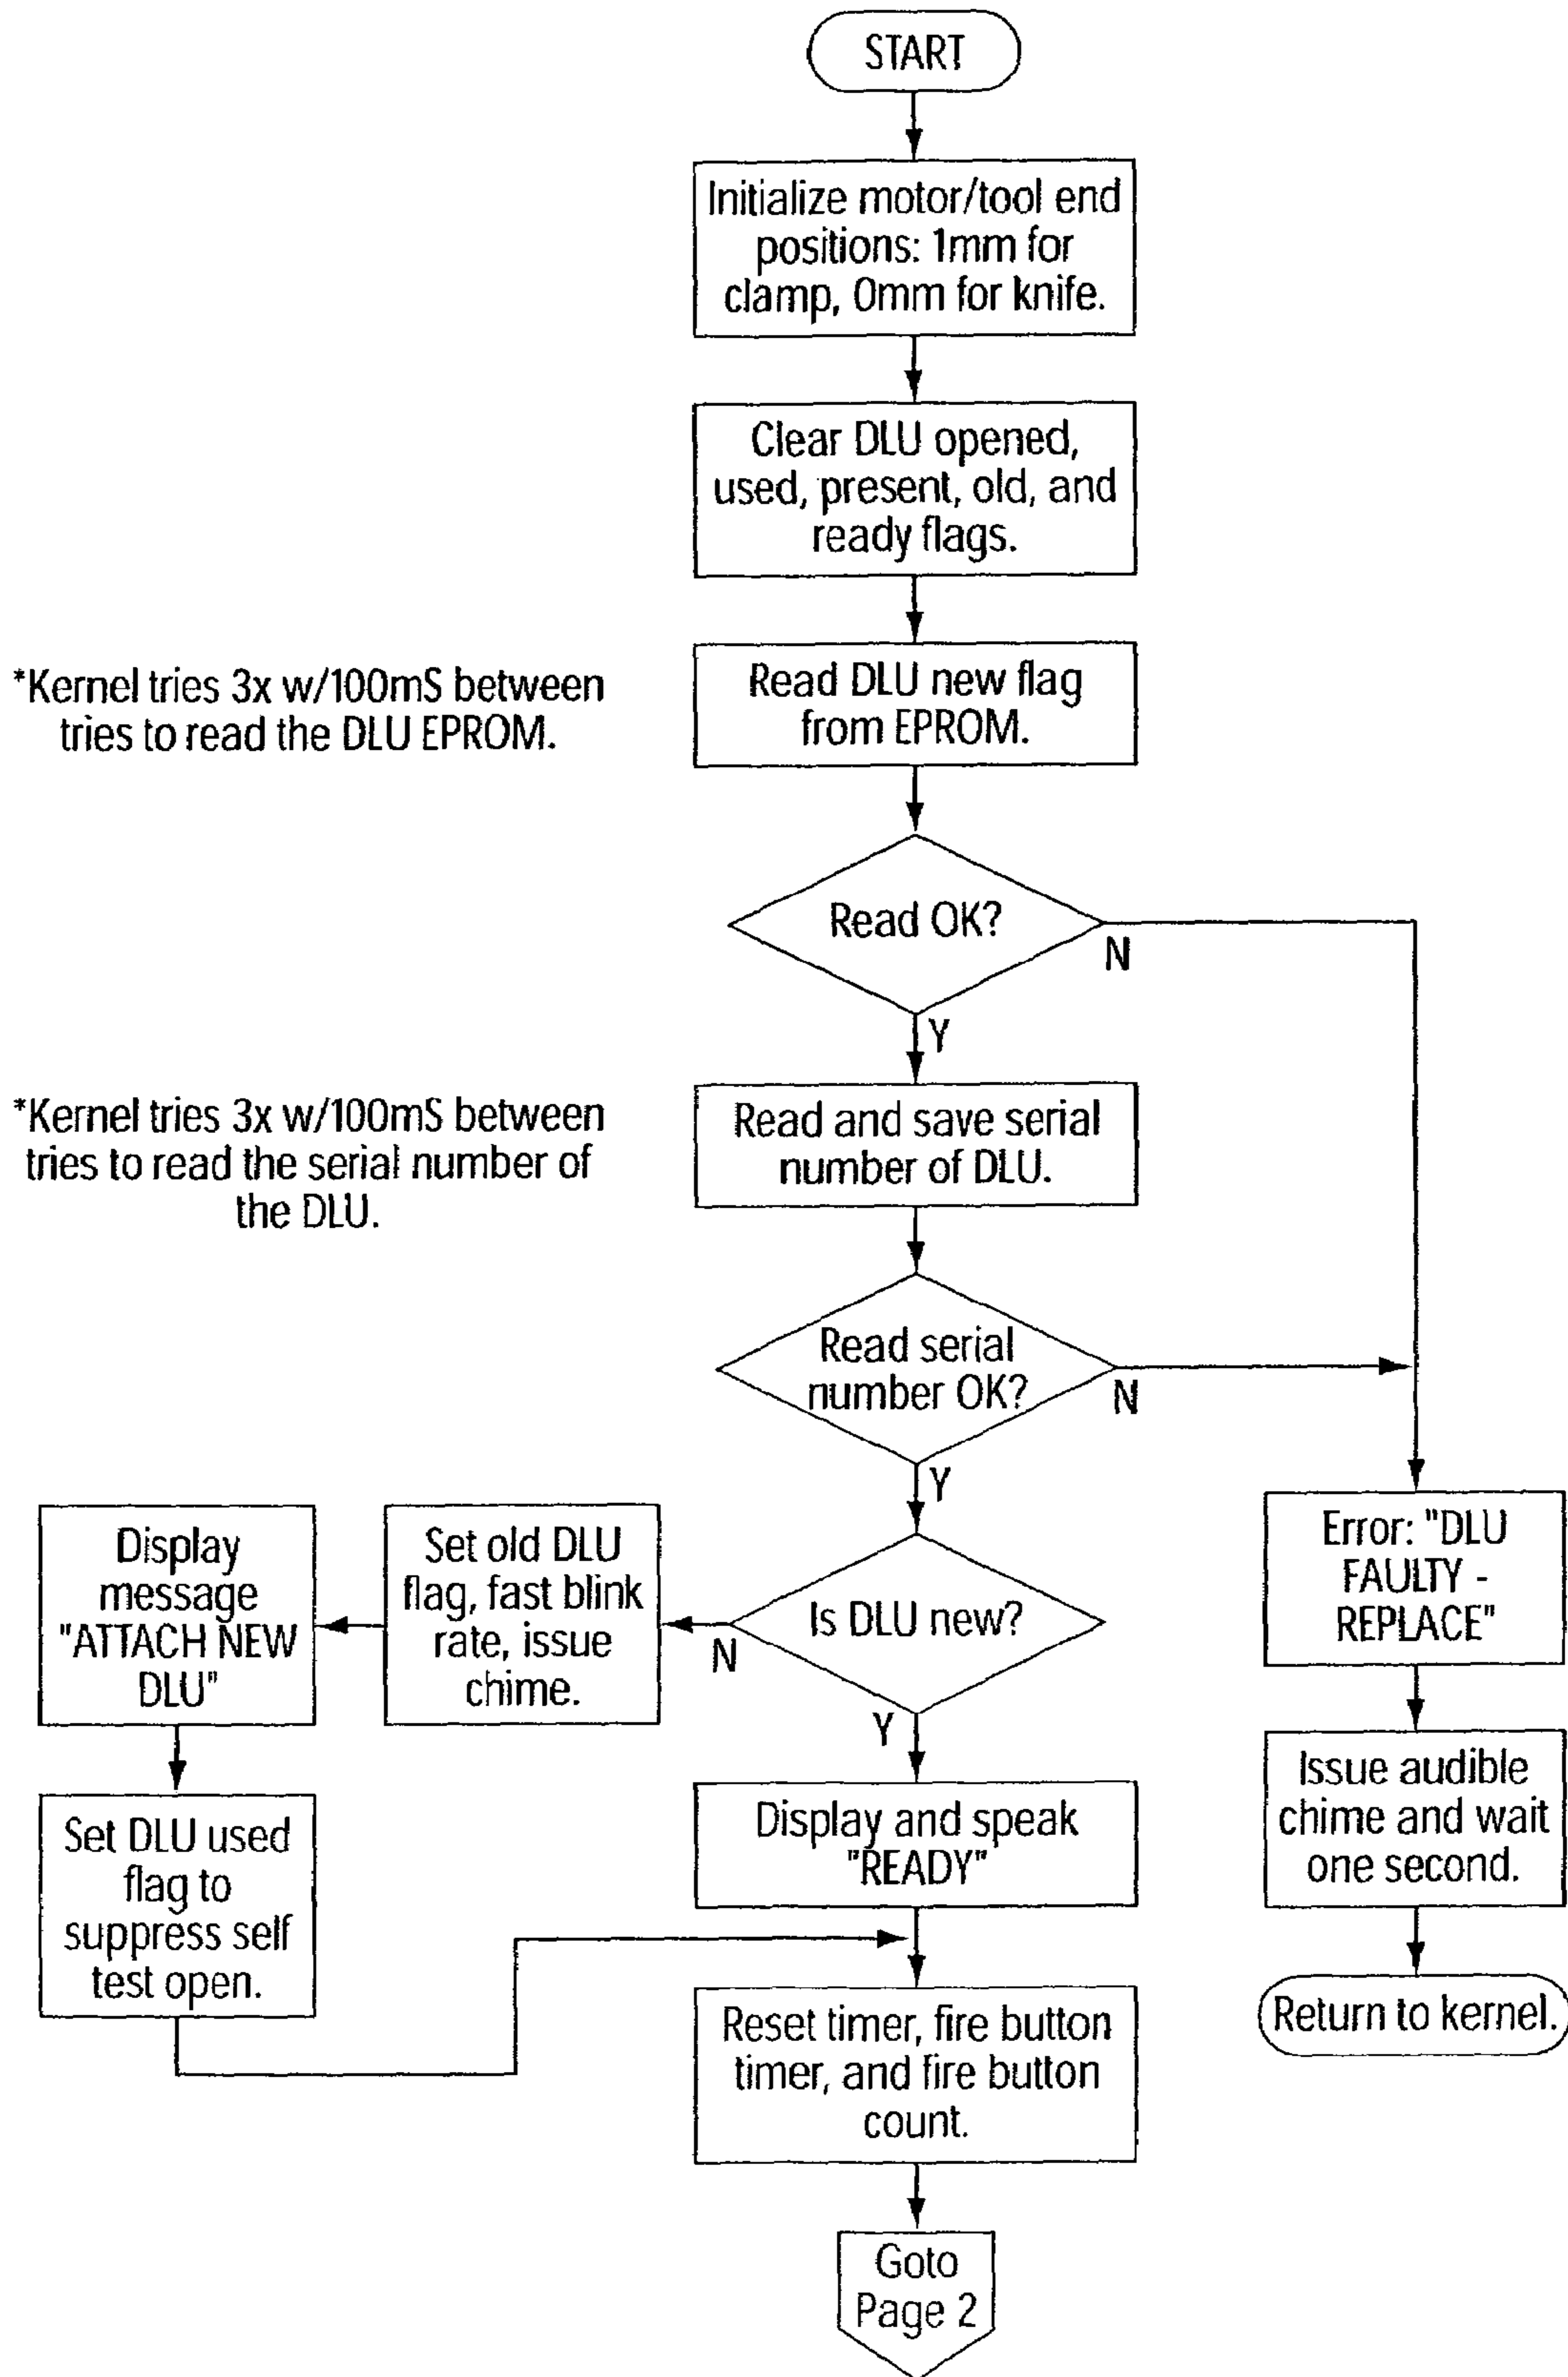 START
Initialize motor/tool end
positions: 1mm for
clamp, 0mm for knife.
Clear DLU opened,
used, present, old, and
ready flags.
*Kernel tries 3x w/100mS between
tries to read the DLU EPROM.
Read DLU new flag
from EPROM.
Read OK?
N
Y
*Kernel tries 3x w/100mS between
tries to read the serial number of
the DLU.
Read and save serial
number of DLU.
Read serial
number OK?
N
Y
Display
message
"ATTACH NEW
DLU"
Set old DLU
flag, fast blink
rate, issue
chime.
Is DLU new?
N
Y
Error: "DLU
FAULTY -
REPLACE"
Set DLU used
flag to
suppress self
test open.
Display and speak
"READY"
Issue audible
chime and wait
one second.
Reset timer, fire button
timer, and fire button
count.
Return to kernel.
Goto
Page 2